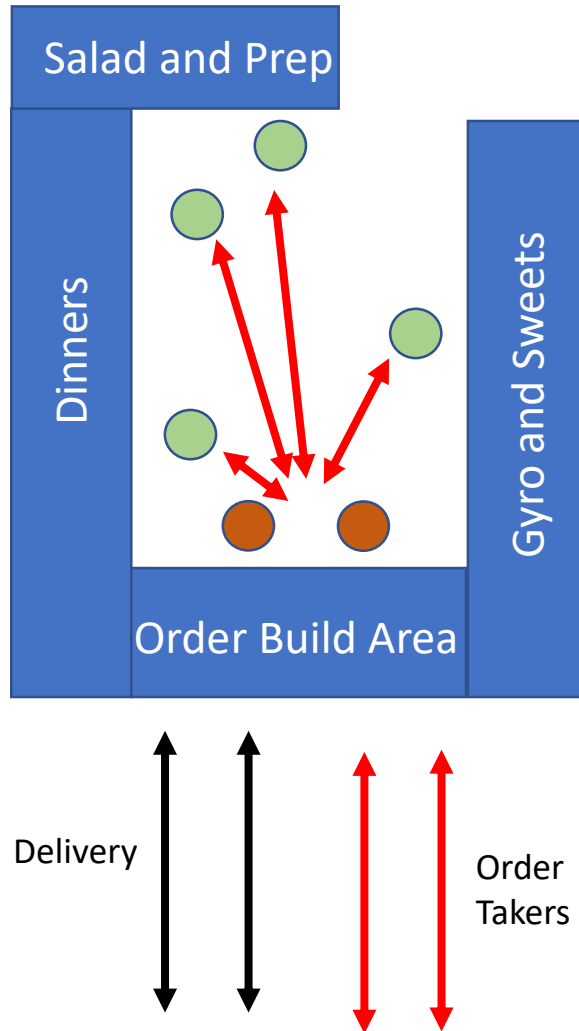 Salad and Prep
Dinners
Gyro and Sweets
Order Build Area
Delivery
Order
Takers